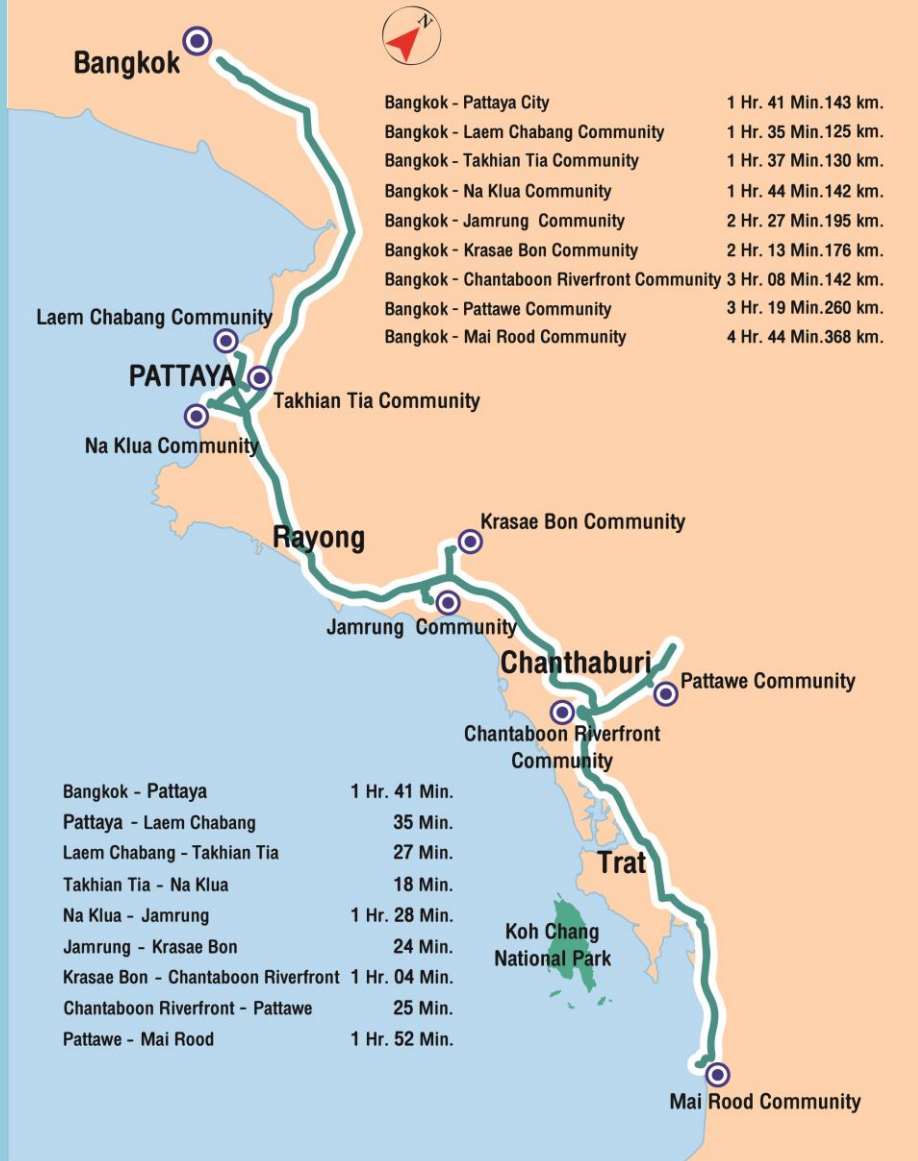 N
Bangkok
Bangkok - Pattaya City 1 Hr. 41 Min.143 km.
Bangkok - Laem Chabang Community 1 Hr. 35 Min.125 km.
Bangkok - Takhian Tia Community 1 Hr. 37 Min.130 km.
Bangkok - Na Klua Community 1 Hr. 44 Min.142 km.
Bangkok - Jamrung Community 2 Hr. 27 Min.195 km.
Bangkok - Krasae Bon Community 2 Hr. 13 Min.176 km.
Bangkok - Chantaboon Riverfront Community 3 Hr. 08 Min.142 km.
Bangkok - Pattawe Community 3 Hr. 19 Min.260 km.
Bangkok - Mai Rood Community 4 Hr. 44 Min.368 km.
Laem Chabang Community
PATTAYA
Takhian Tia Community
Na Klua Community
Rayong
Krasae Bon Community
Jamrung Community
Chanthaburi
Pattawe Community
Chantaboon Riverfront
Community
Trat
Koh Chang
National Park
Mai Rood Community
Bangkok - Pattaya 1 Hr. 41 Min.
Pattaya - Laem Chabang 35 Min.
Laem Chabang - Takhian Tia 27 Min.
Takhian Tia - Na Klua 18 Min.
Na Klua - Jamrung 1 Hr. 28 Min.
Jamrung - Krasae Bon 24 Min.
Krasae Bon - Chantaboon Riverfront 1 Hr. 04 Min.
Chantaboon Riverfront - Pattawe 25 Min.
Pattawe - Mai Rood 1 Hr. 52 Min.